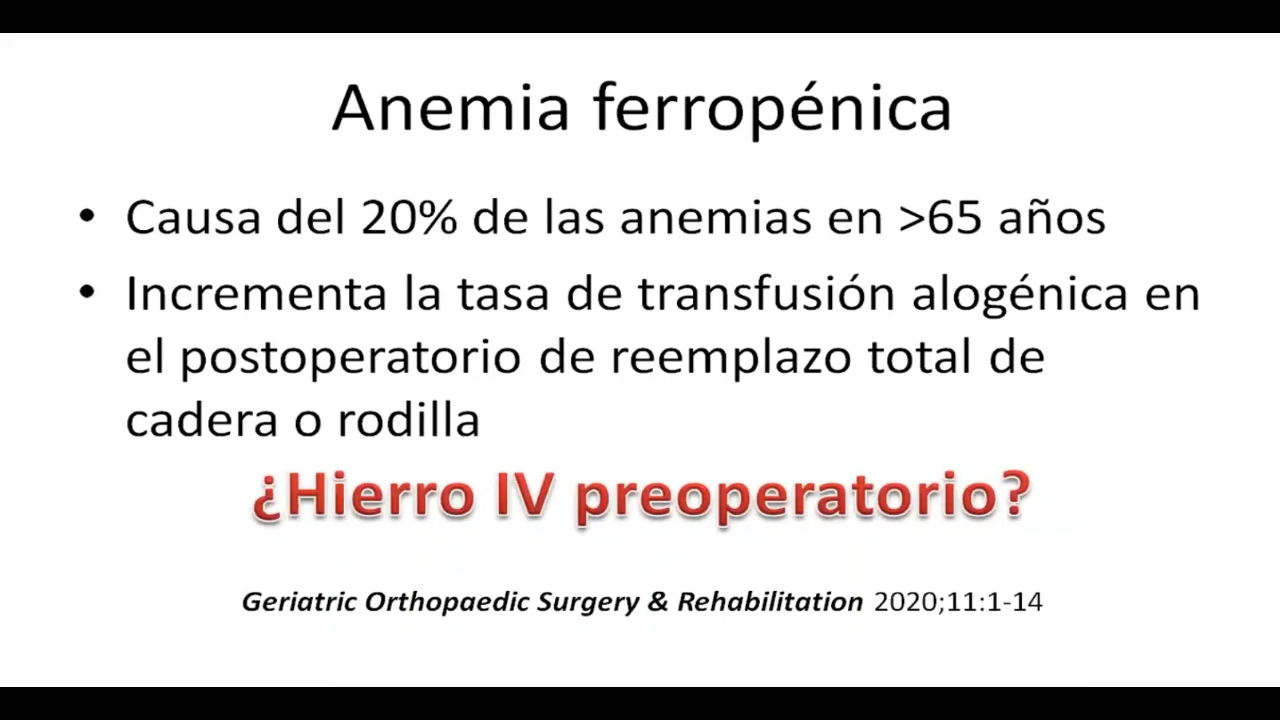 Anemia ferropénica
• Causa del 20% de las anemias en >65 años
• Incrementa la tasa de transfusión alogénica en
el postoperatorio de reemplazo total de
cadera o rodilla
¿Hierro IV preoperatorio?
Geriatric Orthopaedic Surgery & Rehabilitation 2020;11:1-14